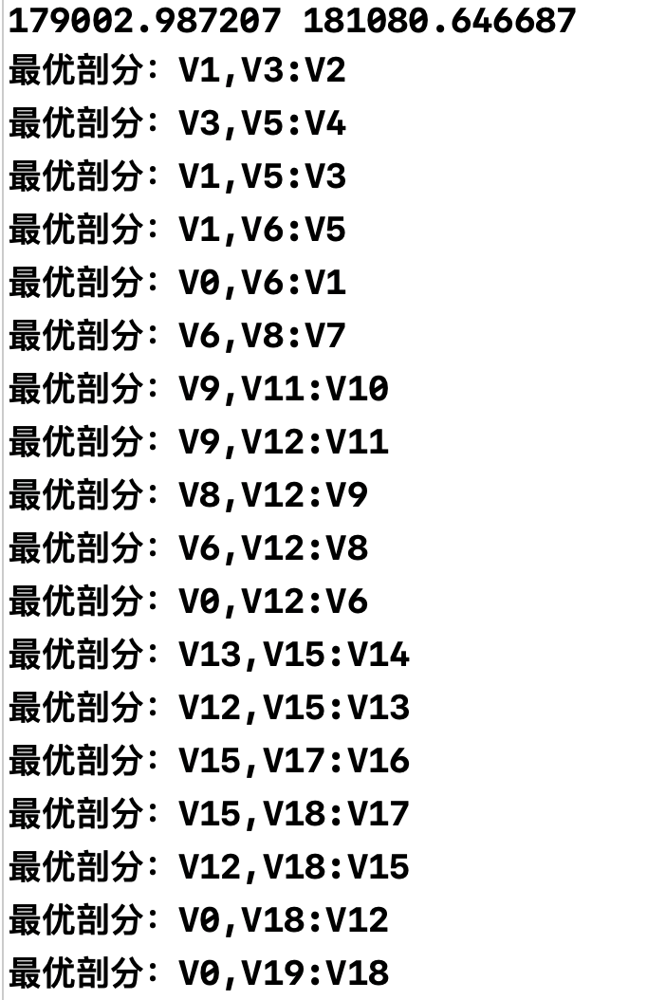 179002.987207 181080.646687
最优剖分：V1,V3:V2
最优剖分：V3,V5:V4
最优剖分：V1,V5:V3
最优剖分：V1,V6:V5
最优剖分：V0,V6:V1
最优剖分：V6,V8:V7
最优剖分：V9,V11:V10
最优剖分：V9,V12:V11
最优剖分：V8,V12:V9
最优剖分：V6,V12:V8
最优剖分：V0,V12:V6
最优剖分：V13,V15:V14
最优剖分：V12,V15:V13
最优剖分：V15,V17:V16
最优剖分：V15,V18:V17
最优剖分：V12,V18:V15
最优剖分：V0,V18:V12
最优剖分：V0,V19:V18